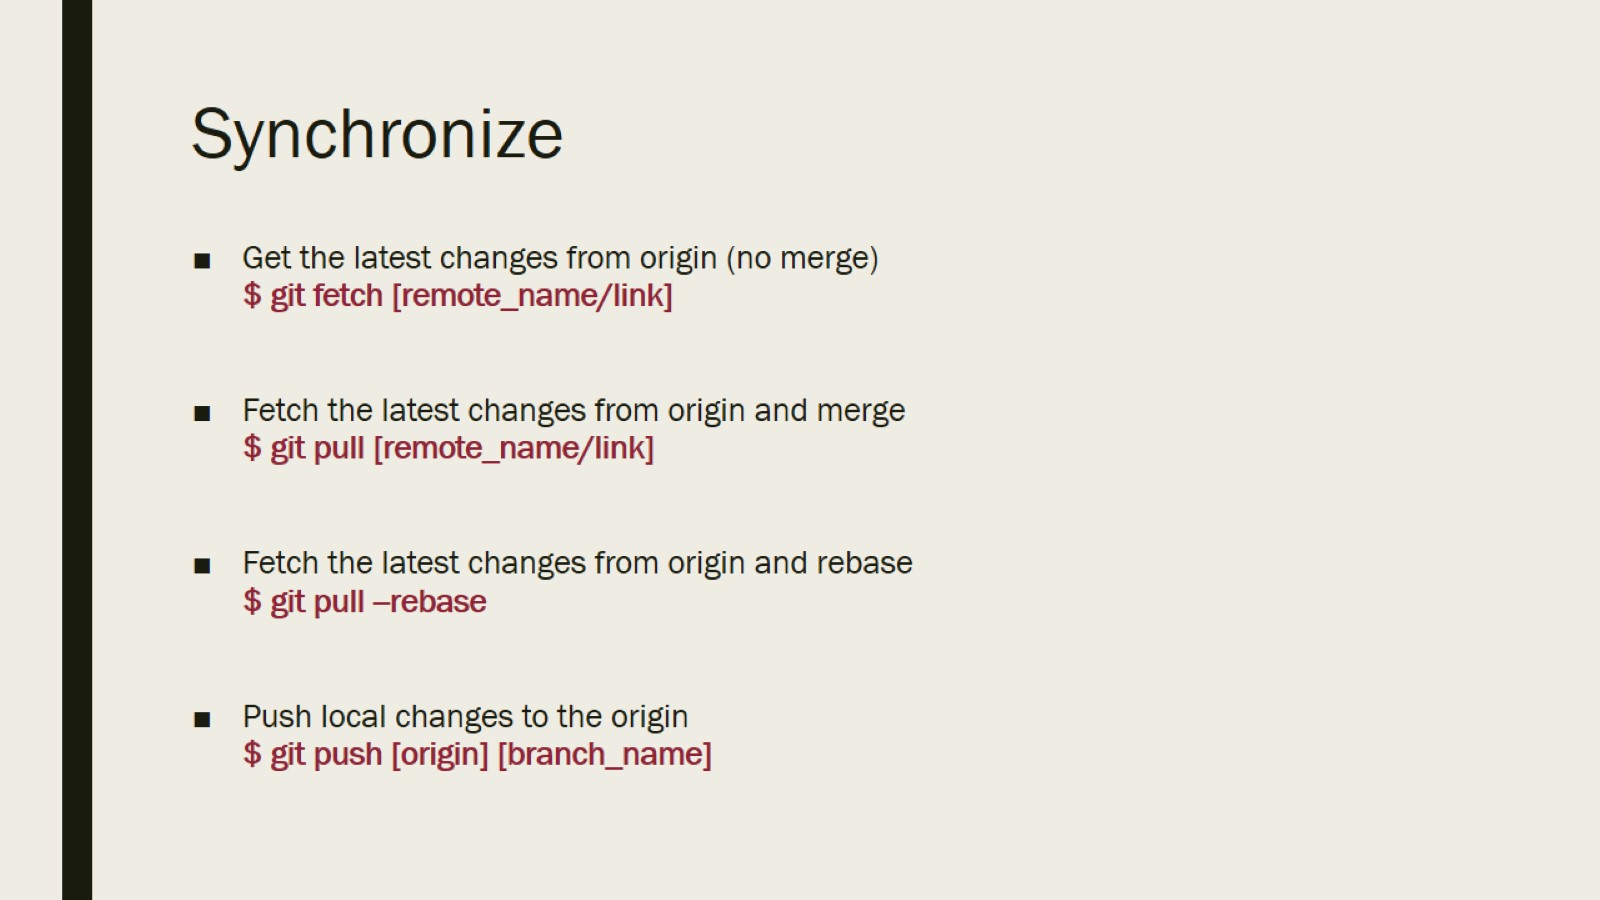 Synchronize
■ Get the latest changes from origin (no merge)
$ git fetch [remote_name/link]
■ Fetch the latest changes from origin and merge
$ git pull [remote_name/link]
■ Fetch the latest changes from origin and rebase
$ git pull –rebase
■ Push local changes to the origin
$ git push [origin] [branch_name]